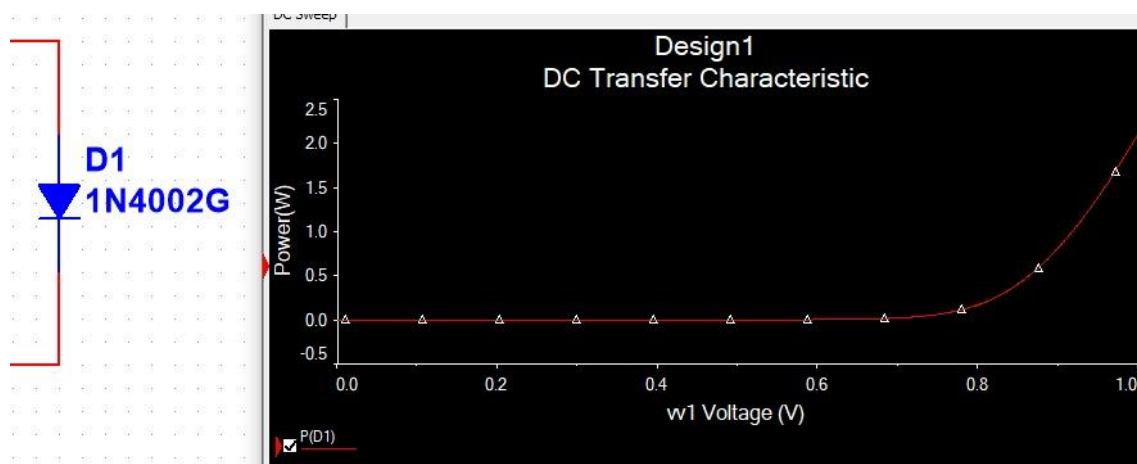 DC Sweep
D1
1N4002G
Design1
DC Transfer Characteristic
Power(W)
2.5
2.0
1.5
1.0
0.5
0.0
-0.5
0.0 0.2 0.4 0.6 0.8 1.0
vv1 Voltage (V)
P(D1)